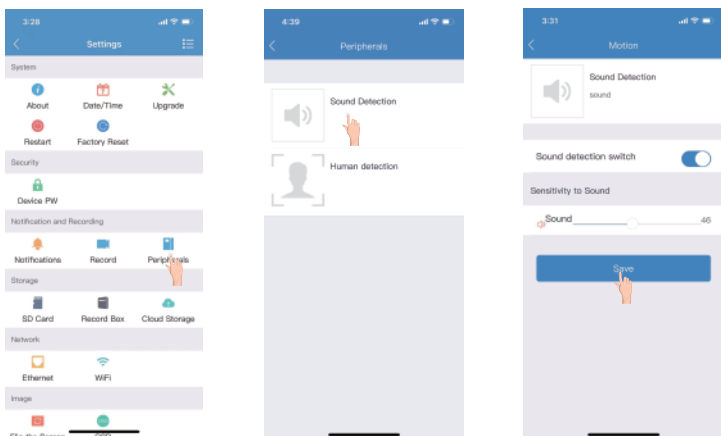 3:28
Settings
System
About Date/Time Upgrade
Restart Factory Reset
Security
Device PW
Notification and Recording
Notifications Record Peripherals
Storage
SD Card Record Box Cloud Storage
Network
Ethernet WiFi
Image
4:39
Peripherals
Sound Detection
Human detection
3:31
Motion
Sound Detection
sound
Sound detection switch
Sensitivity to Sound
Sound 46
Save